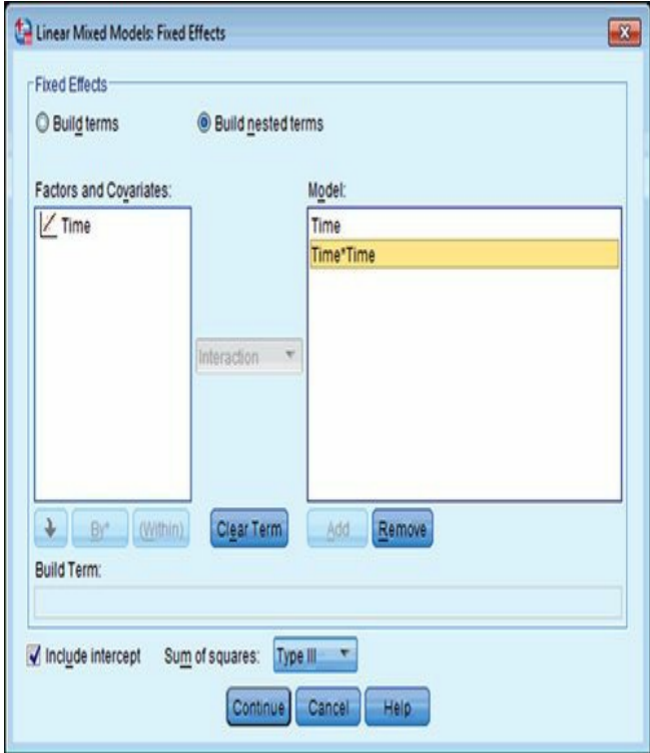 Linear Mixed Models: Fixed Effects
Fixed Effects
Build terms Build nested terms
Factors and Covariates: Model:
Time Time
Time*Time
Interaction
By* (Within) Clear Term Add Remove
Build Term:
Include intercept Sum of squares: Type III
Continue Cancel Help